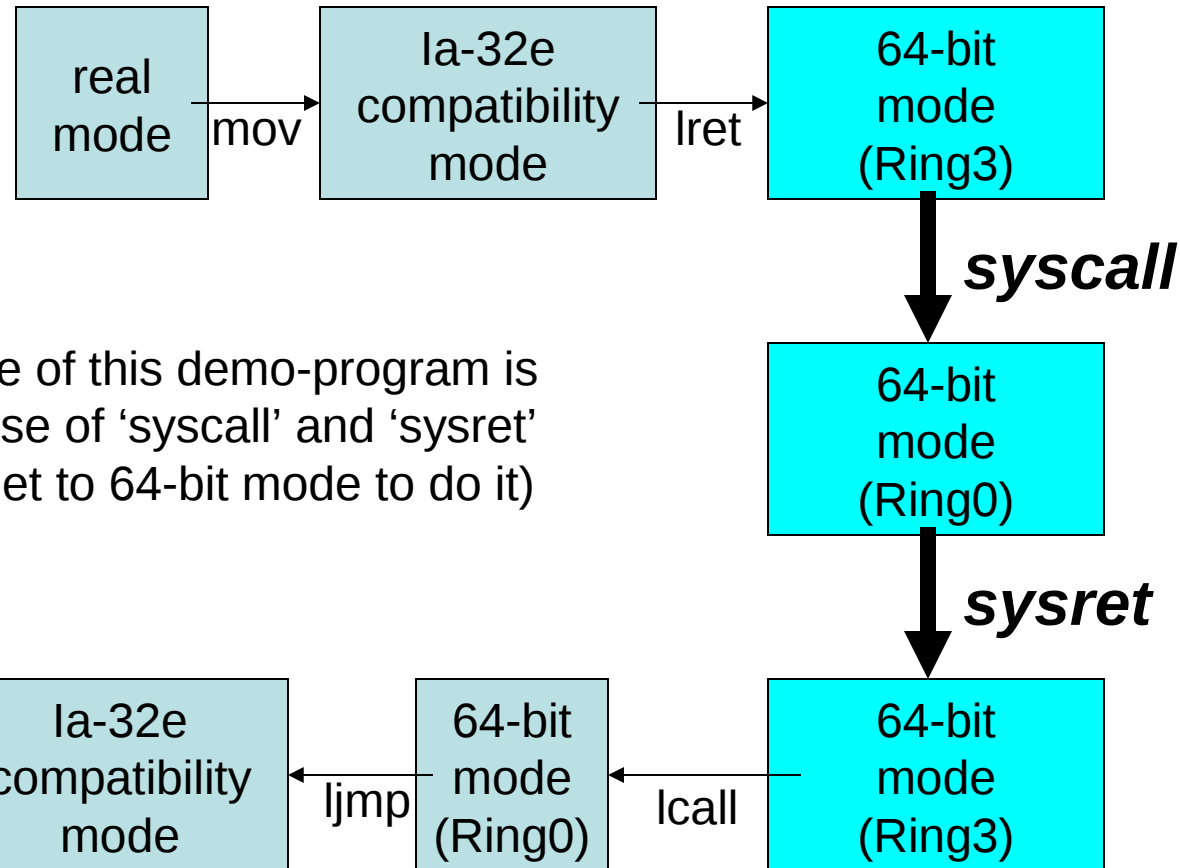 real
mode
mov
Ia-32e
compatibility
mode
lret
64-bit
mode
(Ring3)
syscall
e of this demo-program is
se of ‘syscall’ and ‘sysret’
et to 64-bit mode to do it)
64-bit
mode
(Ring0)
sysret
Ia-32e
compatibility
mode
ljmp
64-bit
mode
(Ring0)
lcall
64-bit
mode
(Ring3)